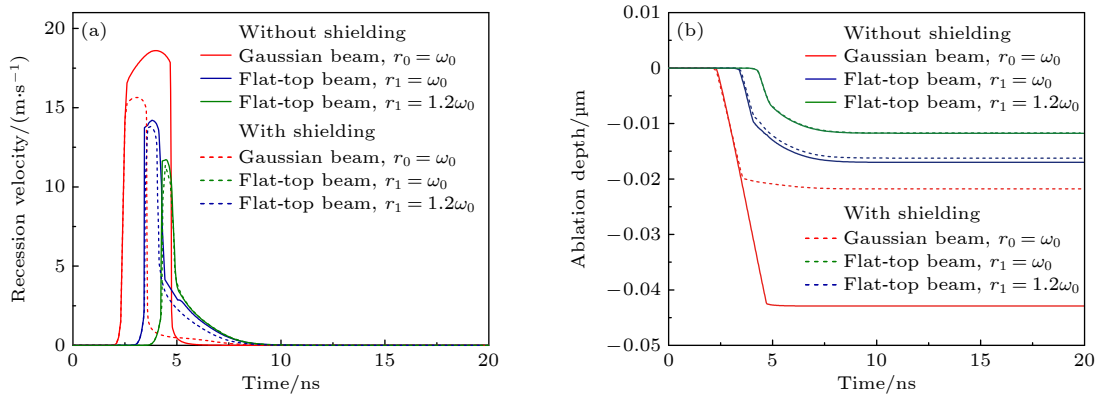 (a)
Without shielding
Gaussian beam, r0 = ω0
Flat-top beam, r1 = ω0
Flat-top beam, r1 = 1.2ω0
With shielding
Gaussian beam, r0 = ω0
Flat-top beam, r1 = ω0
Flat-top beam, r1 = 1.2ω0
20
15
10
5
0
Recession velocity/(m·s⁻¹)
0 5 10 15 20
Time/ns
(b)
Without shielding
Gaussian beam, r0 = ω0
Flat-top beam, r1 = ω0
Flat-top beam, r1 = 1.2ω0
With shielding
Gaussian beam, r0 = ω0
Flat-top beam, r1 = ω0
Flat-top beam, r1 = 1.2ω0
0.01
0
−0.01
−0.02
−0.03
−0.04
−0.05
Ablation depth/μm
0 5 10 15 20
Time/ns